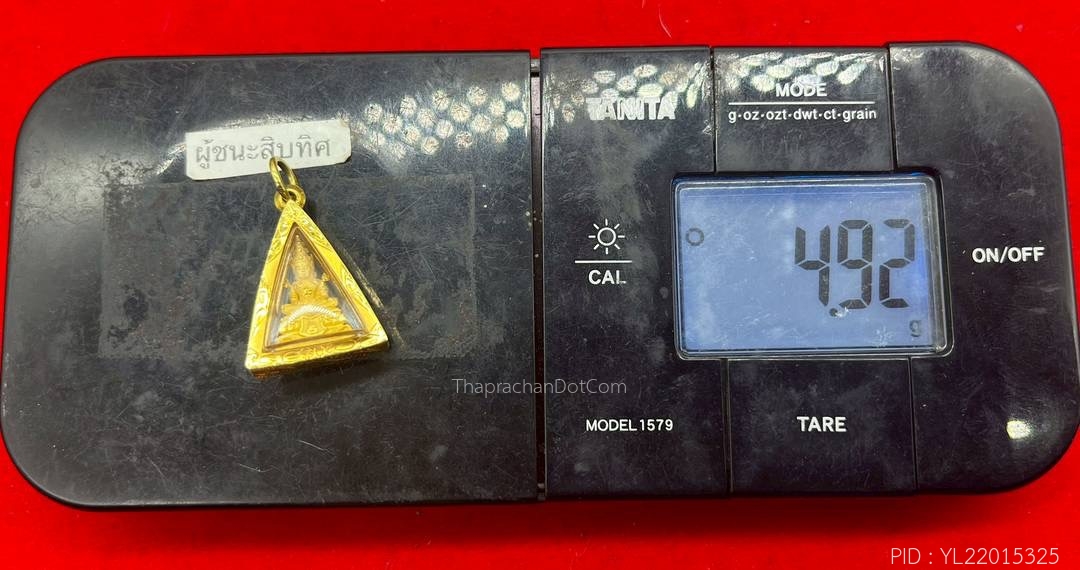 ผู้ชนะสิบทิศ
TANITA
MODE
g·oz·ozt·dwt·ct·grain
CAL
4.92
g
ON/OFF
ThaprachanDotCom
MODEL 1579
TARE
PID : YL22015325